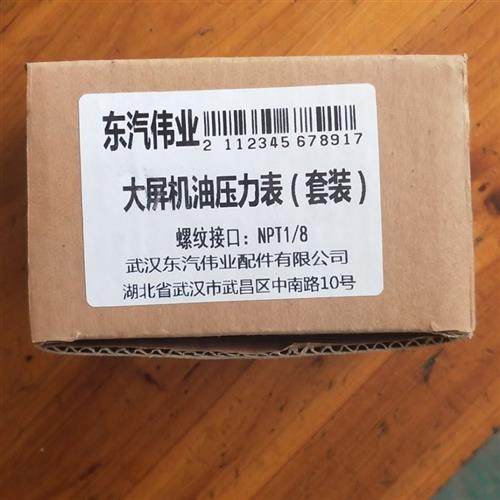 东汽伟业
2 112345 678917
大屏机油压力表（套装）
螺纹接口：NPT1/8
武汉东汽伟业配件有限公司
湖北省武汉市武昌区中南路10号